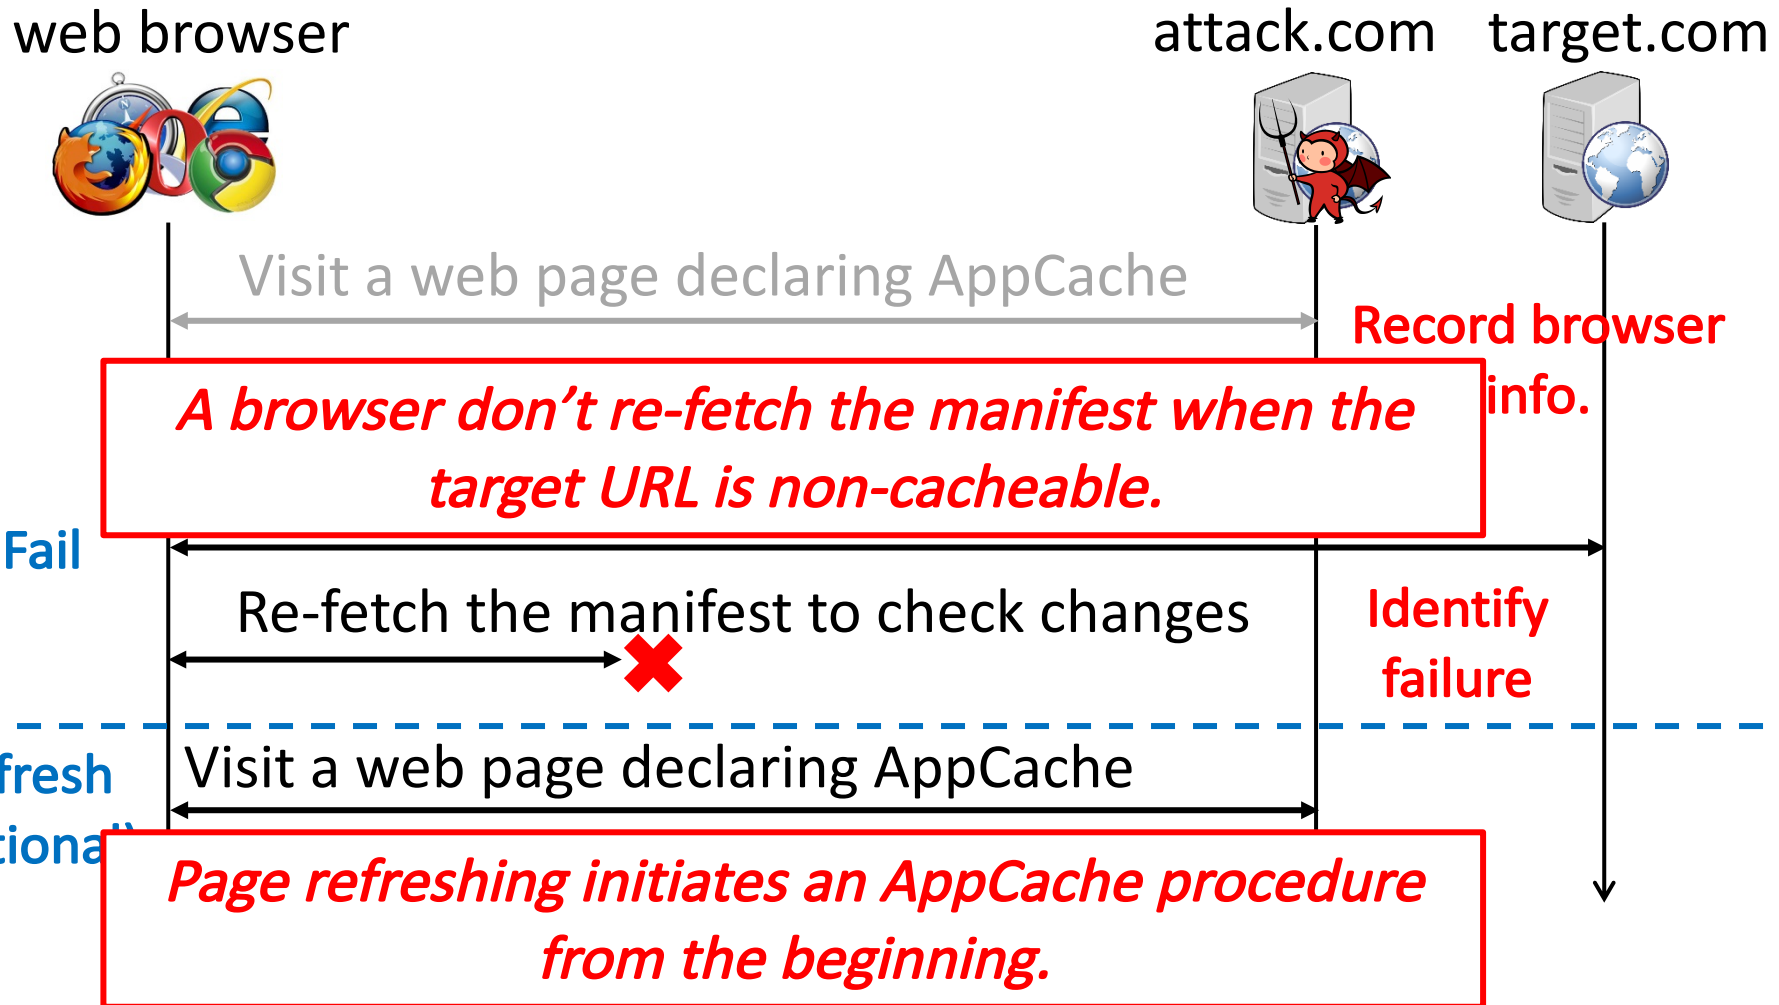 web browser
attack.com
target.com
Visit a web page declaring AppCache
Record browser
info.
A browser don't re-fetch the manifest when the
target URL is non-cacheable.
Fail
Re-fetch the manifest to check changes
Identify
failure
fresh
Visit a web page declaring AppCache
tional)
Page refreshing initiates an AppCache procedure
from the beginning.